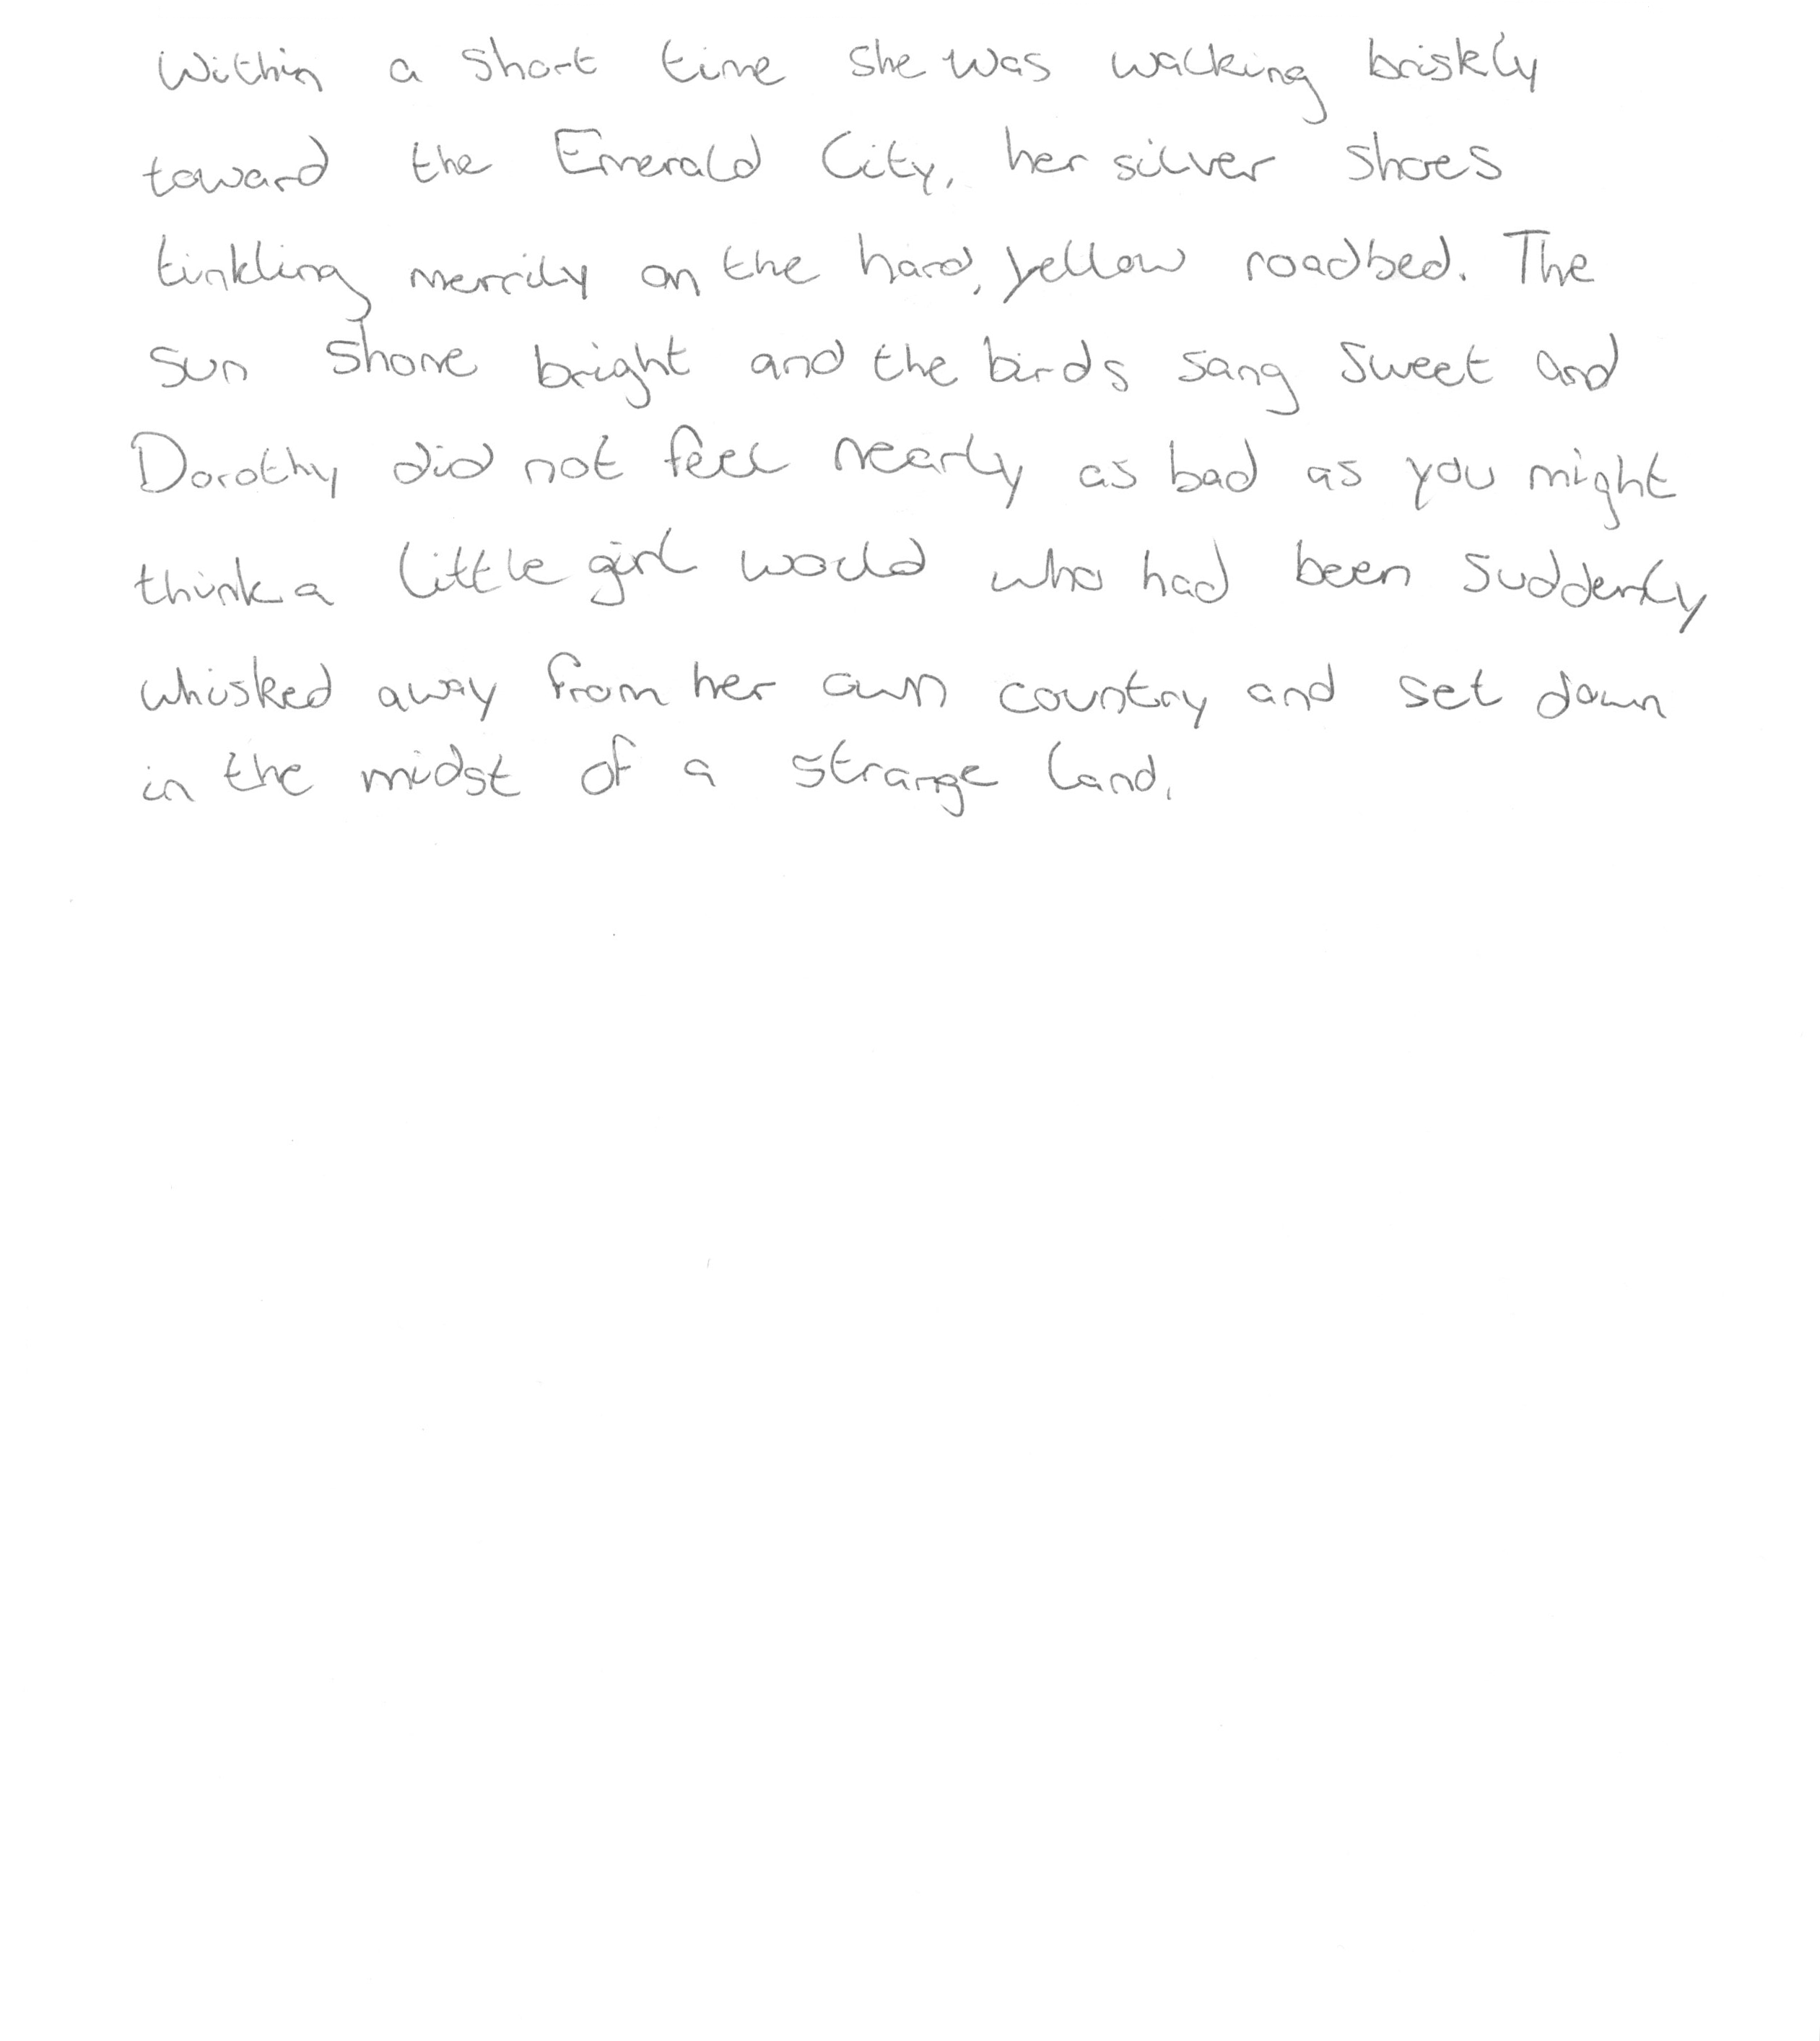 Within a short time she was walking briskly
toward the Emerald City, her silver shoes
tinkling merrily on the hard, yellow roadbed. The
sun shone bright and the birds sang sweet and
Dorothy did not feel nearly as bad as you might
think a little girl would who had been suddenly
whisked away from her own country and set down
in the midst of a strange land.